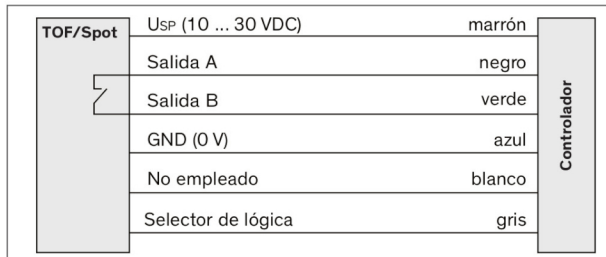 TOF/Spot
USP (10 ... 30 VDC) marrón
Salida A negro
Salida B verde
GND (0 V) azul
No empleado blanco
Selector de lógica gris
Controlador